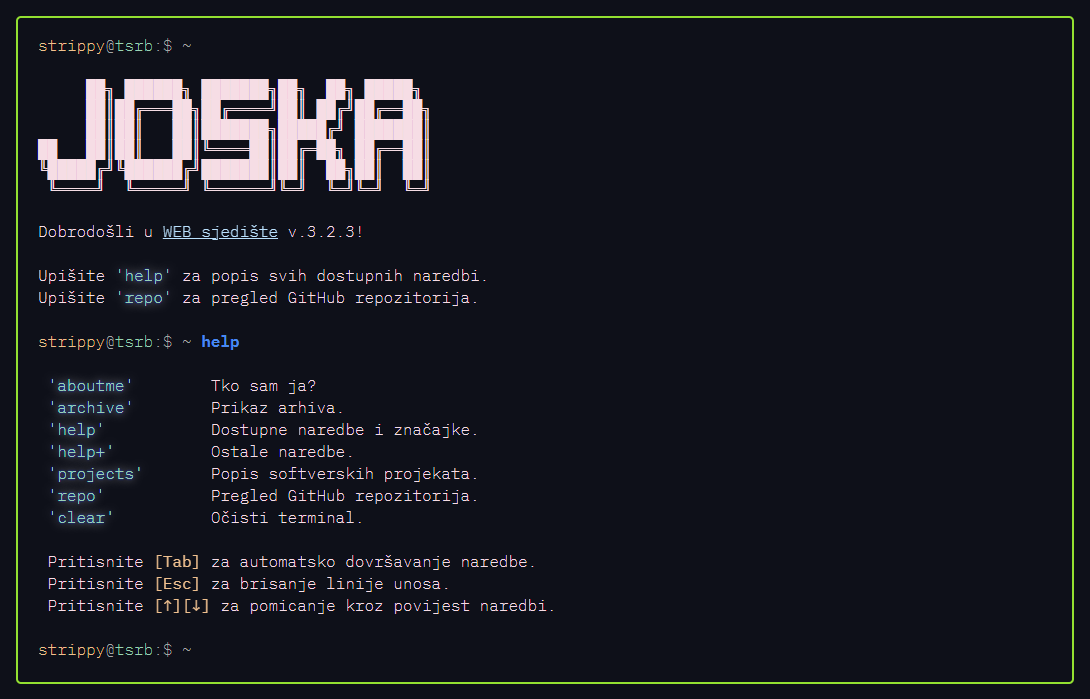 strippy@tsrb:$ ~
JOSKA
Dobrodošli u WEB sjedište v.3.2.3!
Upišite 'help' za popis svih dostupnih naredbi.
Upišite 'repo' za pregled GitHub repozitorija.
strippy@tsrb:$ ~ help
'aboutme' Tko sam ja?
'archive' Prikaz arhiva.
'help' Dostupne naredbe i značajke.
'help+' Ostale naredbe.
'projects' Popis softverskih projekata.
'repo' Pregled GitHub repozitorija.
'clear' Očisti terminal.
Pritisnite [Tab] za automatsko dovršavanje naredbe.
Pritisnite [Esc] za brisanje linije unosa.
Pritisnite [↑][↓] za pomicanje kroz povijest naredbi.
strippy@tsrb:$ ~